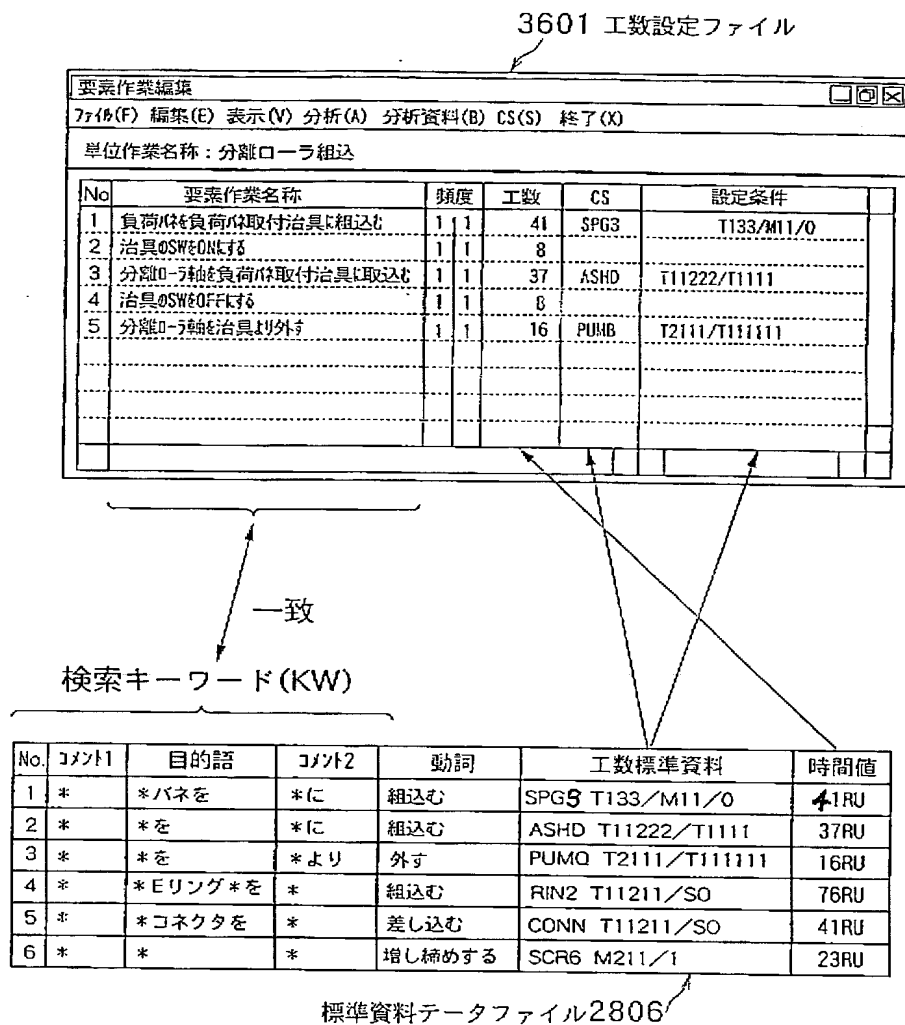 3601 工数設定ファイル
要素作業編集
ファイル(F) 編集(E) 表示(V) 分析(A) 分析資料(B) CS(S) 終了(X)
単位作業名称：分離ローラ組込
No 要素作業名称 頻度 工数 CS 設定条件
1 負荷バネを負荷バネ取付治具に組込む 1 1 41 SPG3 T133/M11/0
2 治具のSWをONにする 1 1 8
3 分離ローラ軸を負荷バネ取付治具に取込む 1 1 37 ASHD T11222/T1111
4 治具のSWをOFFにする 1 1 8
5 分離ローラ軸を治具より外す 1 1 16 PUMB T2111/T111111
一致
検索キーワード(KW)
No. コメント1 目的語 コメント2 動詞 工数標準資料 時間値
1 * *バネを *に 組込む SPG3 T133/M11/0 41RU
2 * *を *に 組込む ASHD T11222/T1111 37RU
3 * *を *より 外す PUMQ T2111/T111111 16RU
4 * *Eリング*を * 組込む RIN2 T11211/SO 76RU
5 * *コネクタを * 差し込む CONN T11211/SO 41RU
6 * * * 増し締めする SCR6 M211/1 23RU
標準資料テータファイル2806